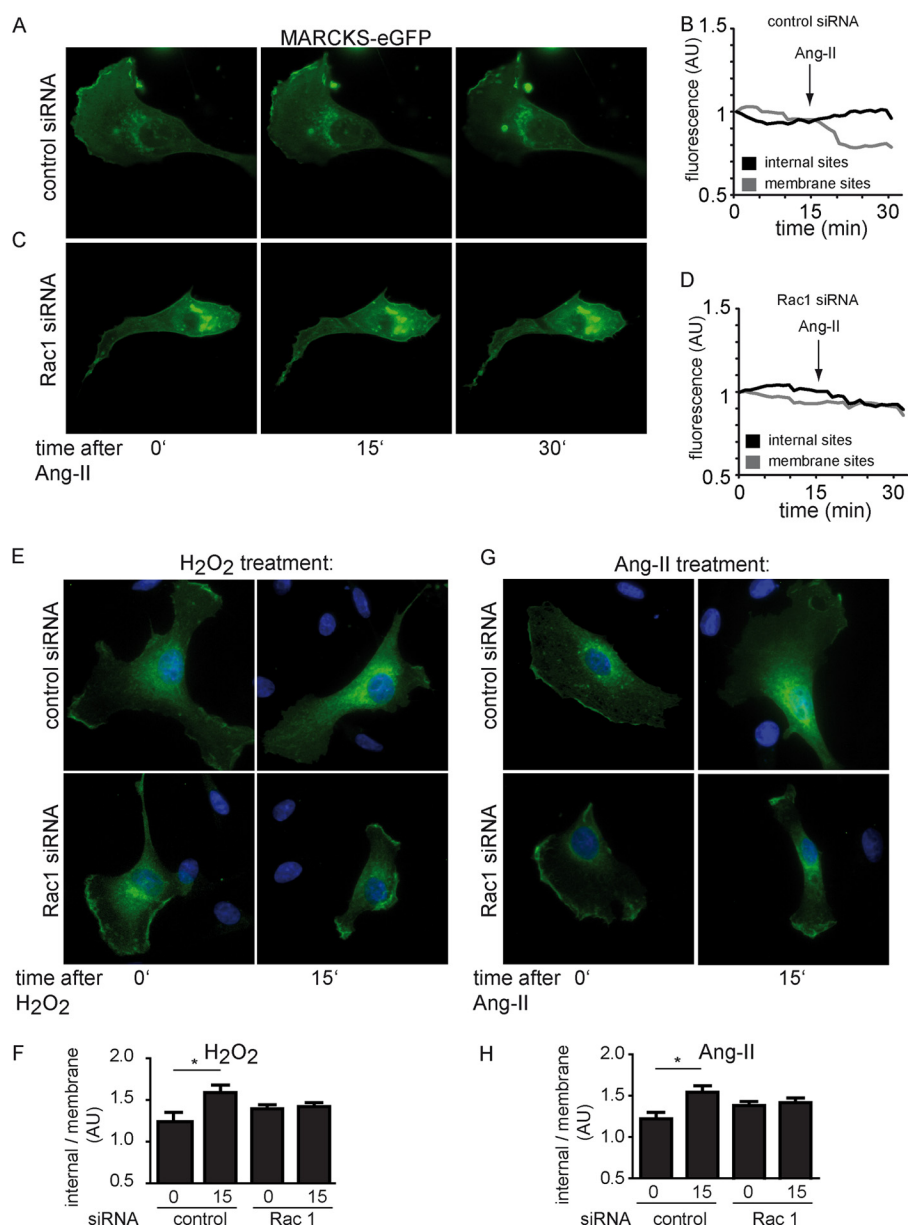 A
MARCKS-eGFP
control siRNA
C
Rac1 siRNA
time after 0‘ 15‘ 30‘
Ang-II
B
control siRNA
Ang-II
fluorescence (AU)
1.5
1
0.5
internal sites
membrane sites
0 15 30
time (min)
D
Rac1 siRNA
Ang-II
fluorescence (AU)
1.5
1
0.5
internal sites
membrane sites
0 15 30
time (min)
E
H2O2 treatment:
control siRNA
Rac1 siRNA
time after 0‘ 15‘
H2O2
G
Ang-II treatment:
control siRNA
Rac1 siRNA
time after 0‘ 15‘
Ang-II
F
H2O2
internal / membrane
(AU)
2.0
1.5
1.0
0.5
*
0 15 0 15
siRNA control Rac 1
H
Ang-II
internal / membrane
(AU)
2.0
1.5
1.0
0.5
*
0 15 0 15
siRNA control Rac 1